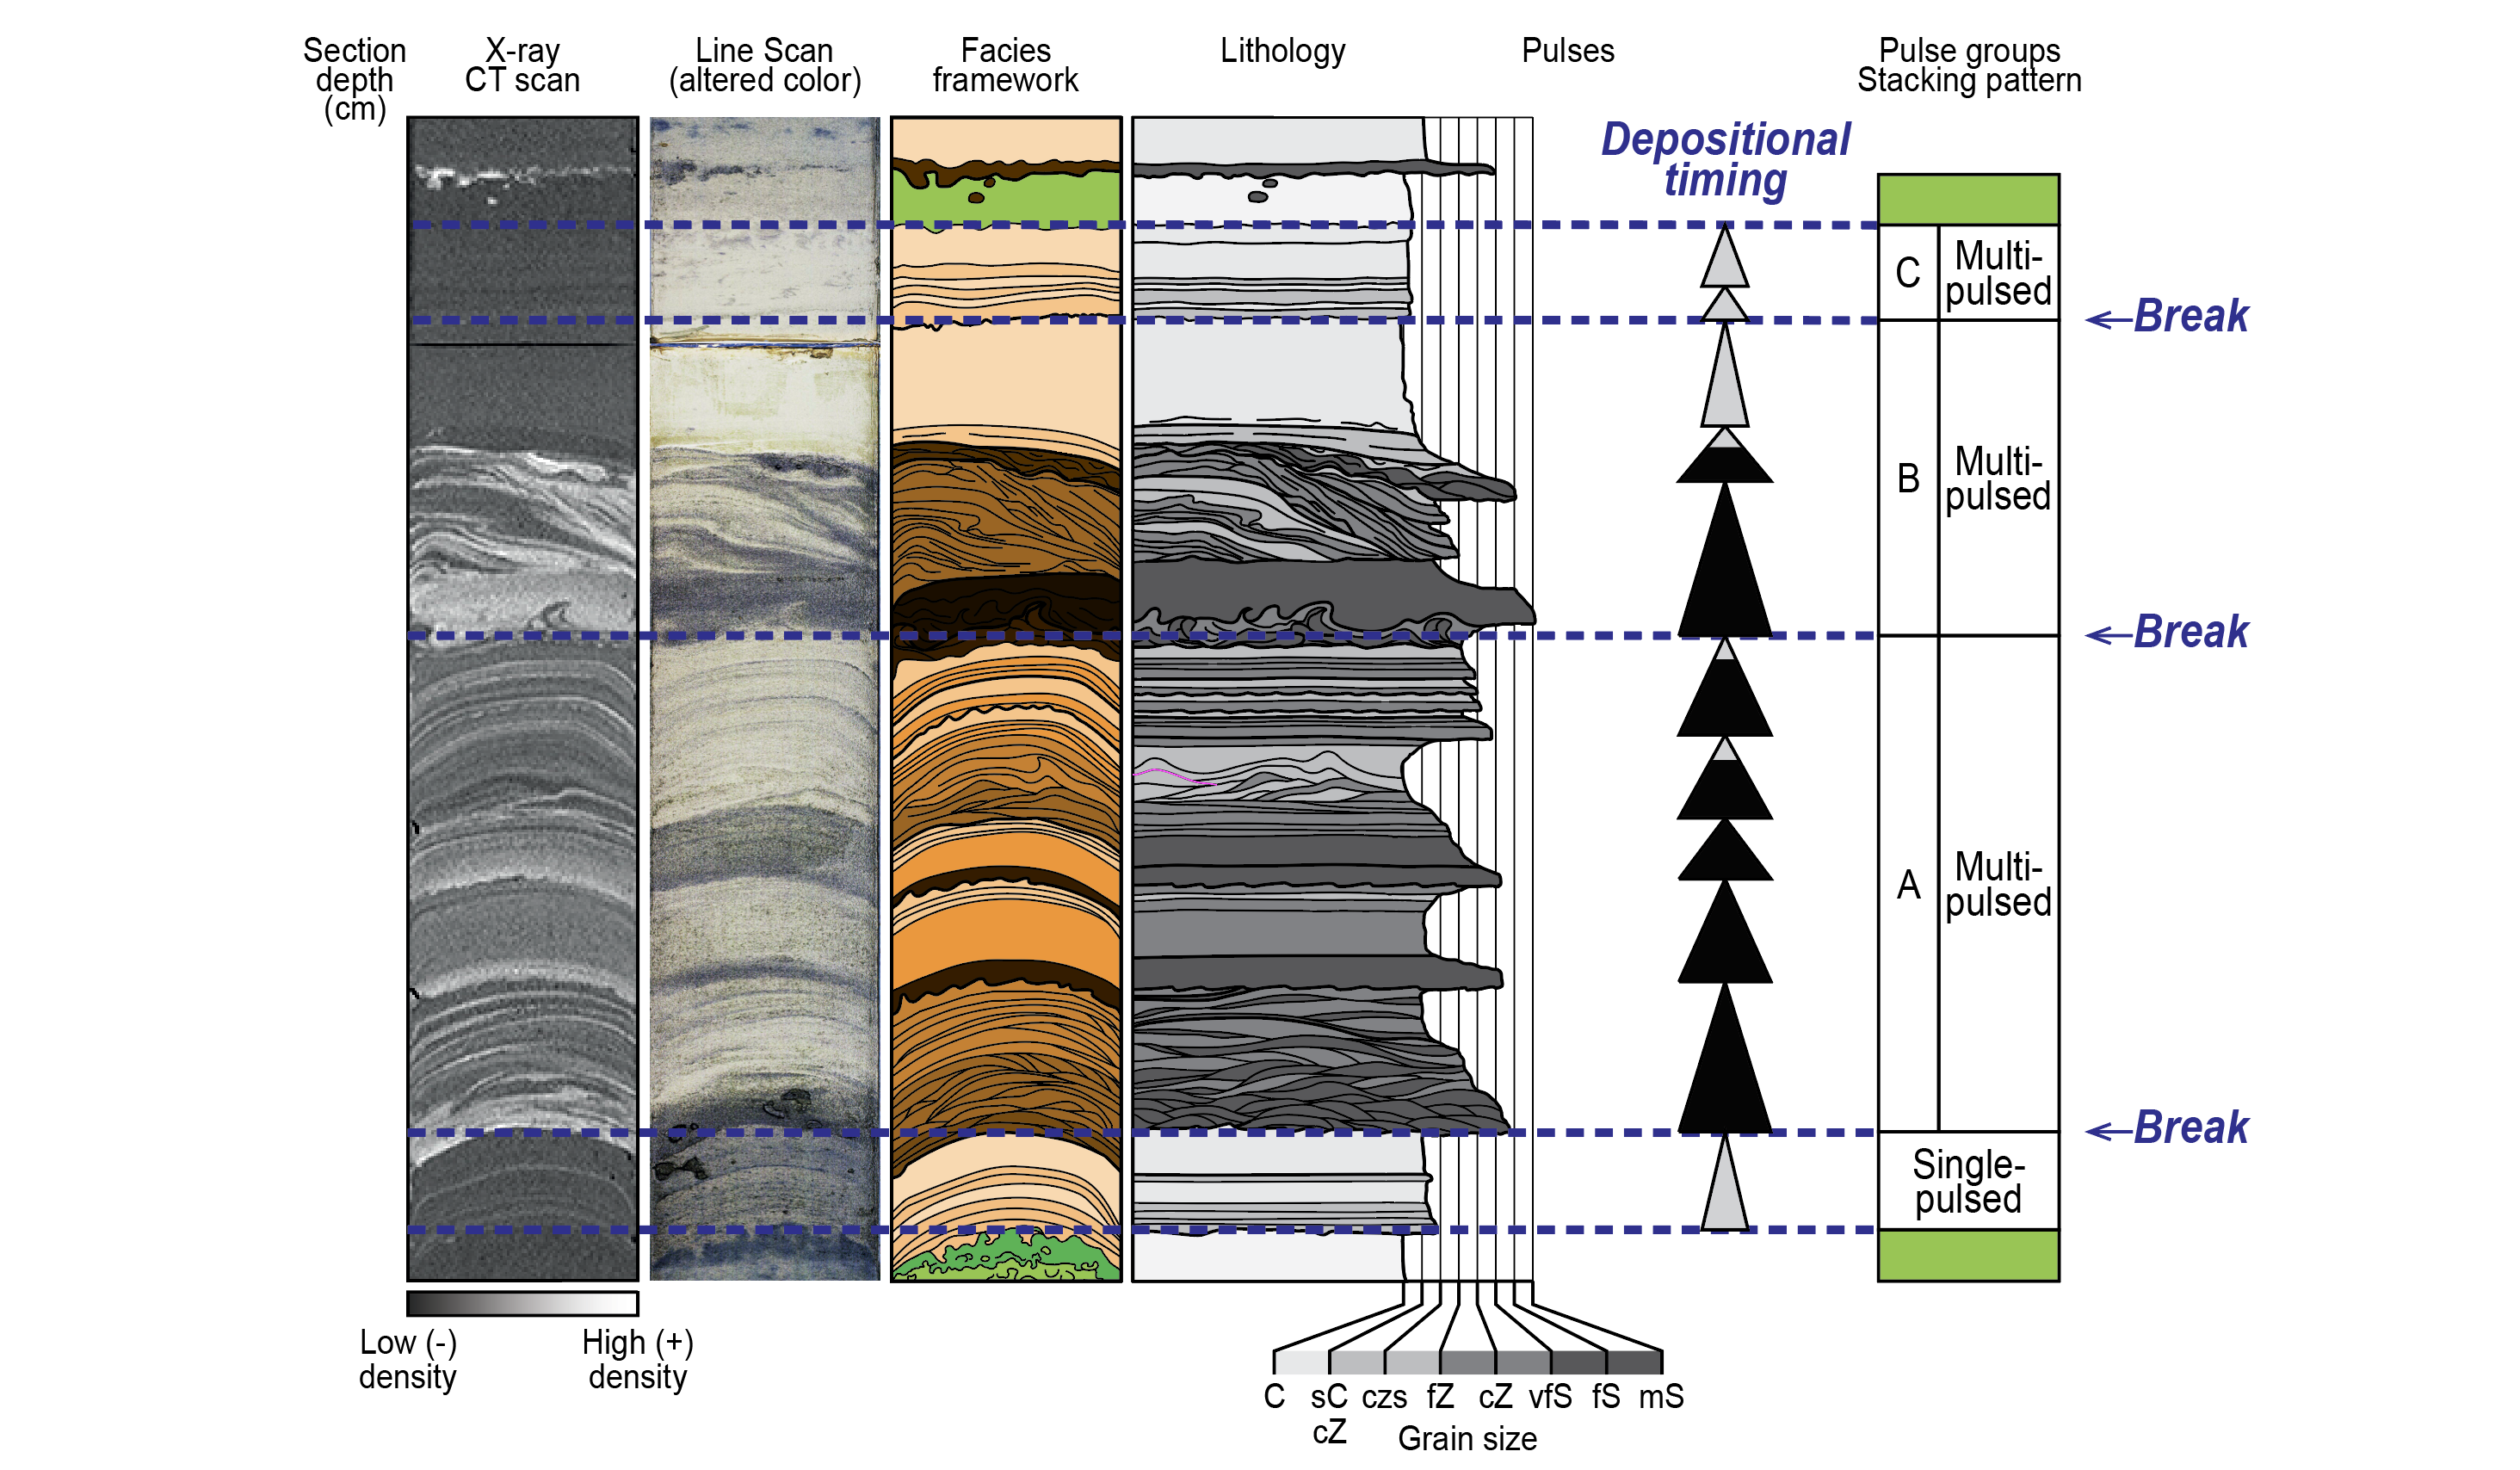 Section
depth
(cm)
X-ray
CT scan
Line Scan
(altered color)
Facies
framework
Lithology
Pulses
Pulse groups
Stacking pattern
Depositional
timing
C
Multi-
pulsed
Break
B
Multi-
pulsed
Break
A
Multi-
pulsed
Break
Single-
pulsed
Low (-)
density
High (+)
density
C sC czs fZ cZ vfS fS mS
cZ
Grain size